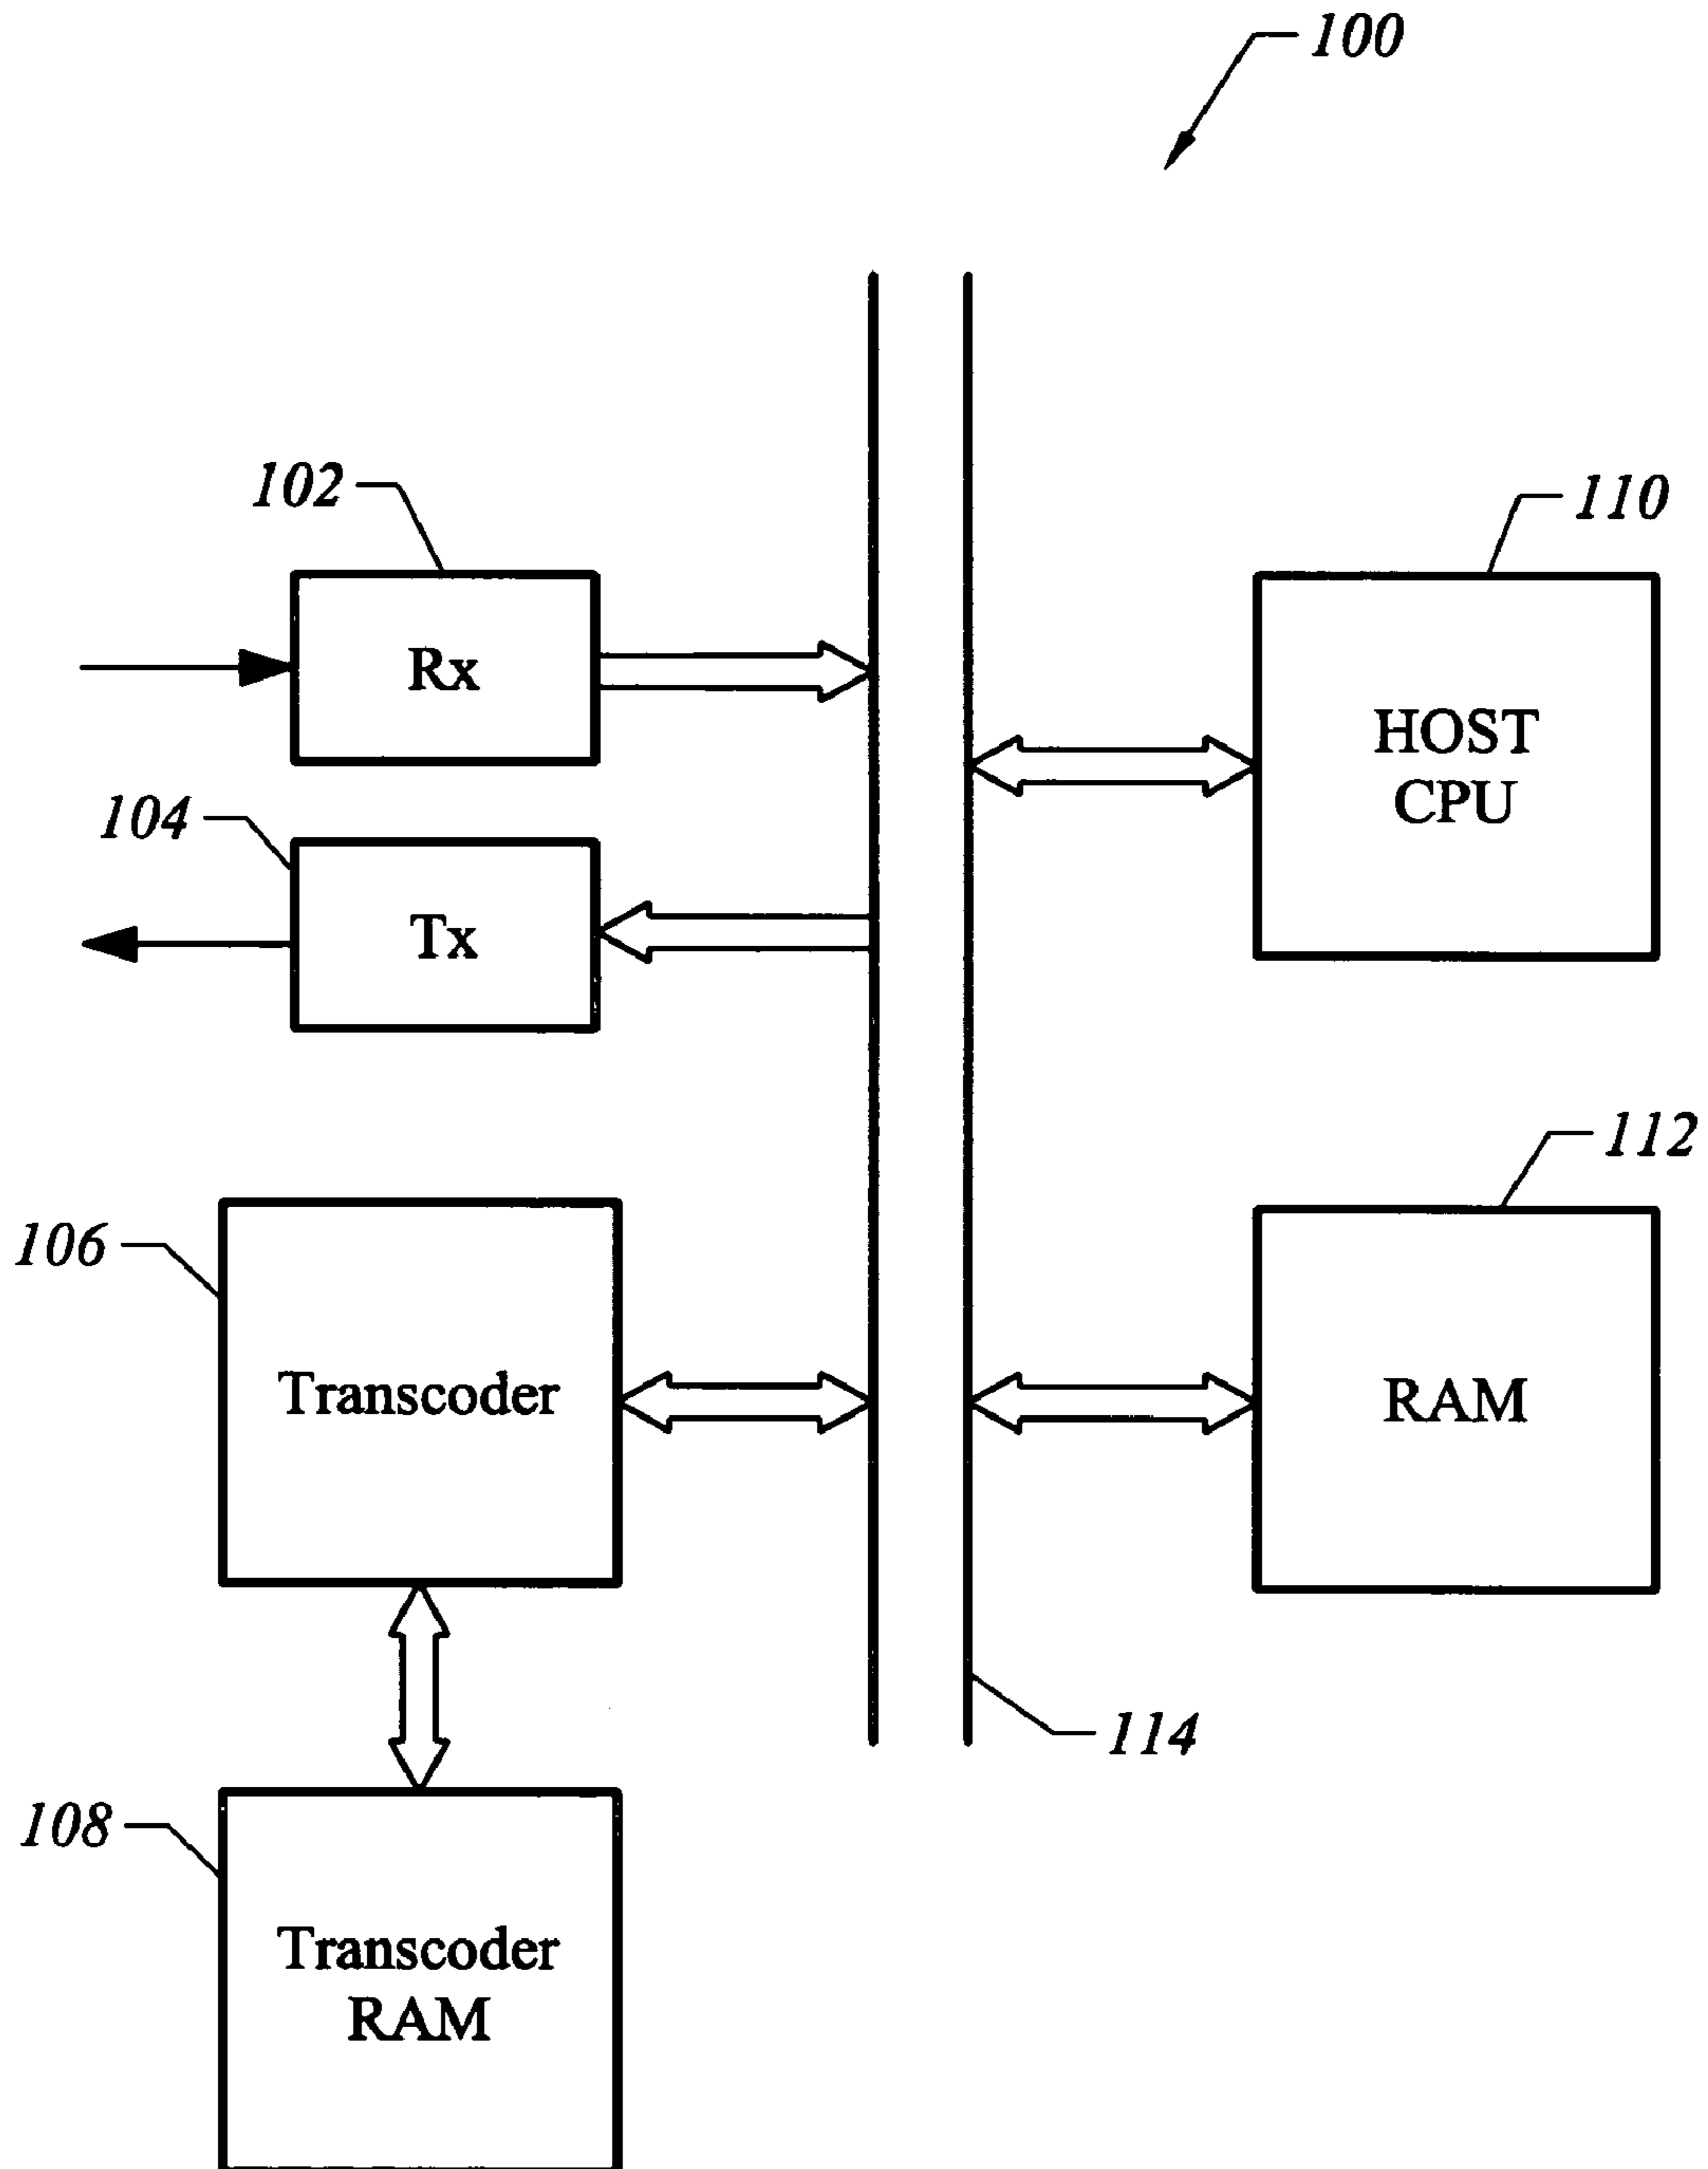 100
102
110
Rx
HOST
CPU
104
Tx
112
106
Transcoder
RAM
114
108
Transcoder
RAM